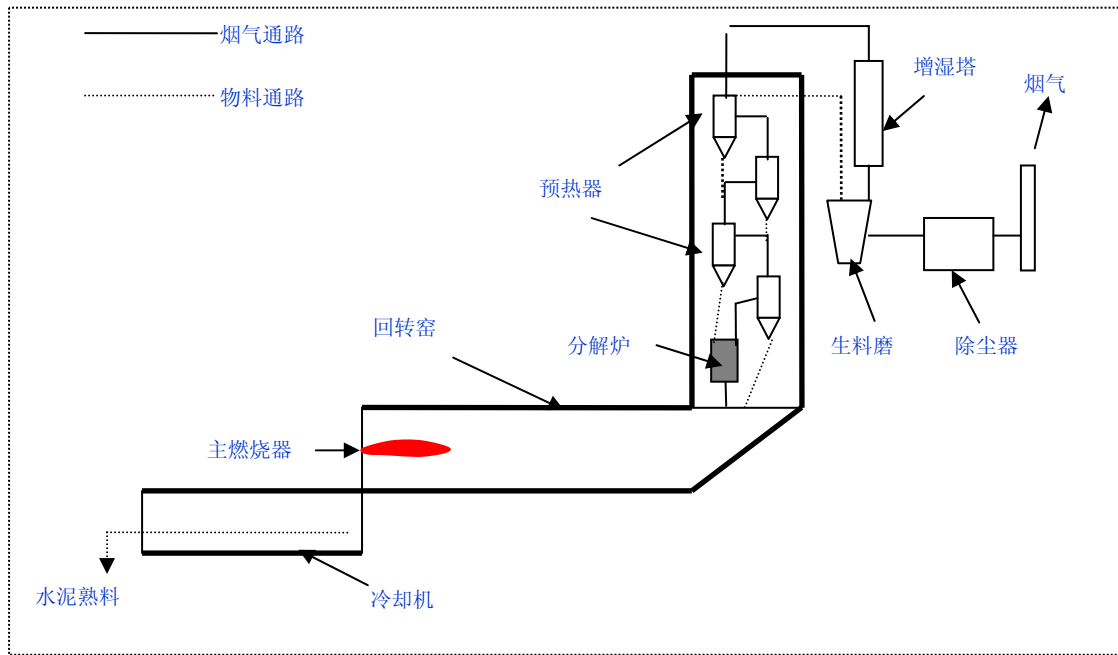 烟气通路
物料通路
增湿塔
烟气
预热器
回转窑
分解炉
生料磨
除尘器
主燃烧器
水泥熟料
冷却机